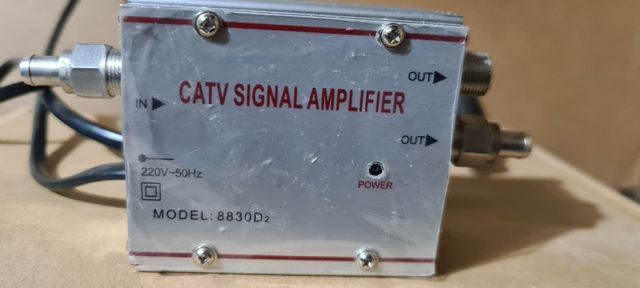 OUT
CATV SIGNAL AMPLIFIER
IN
OUT
220V~50Hz
POWER
MODEL: 8830D2